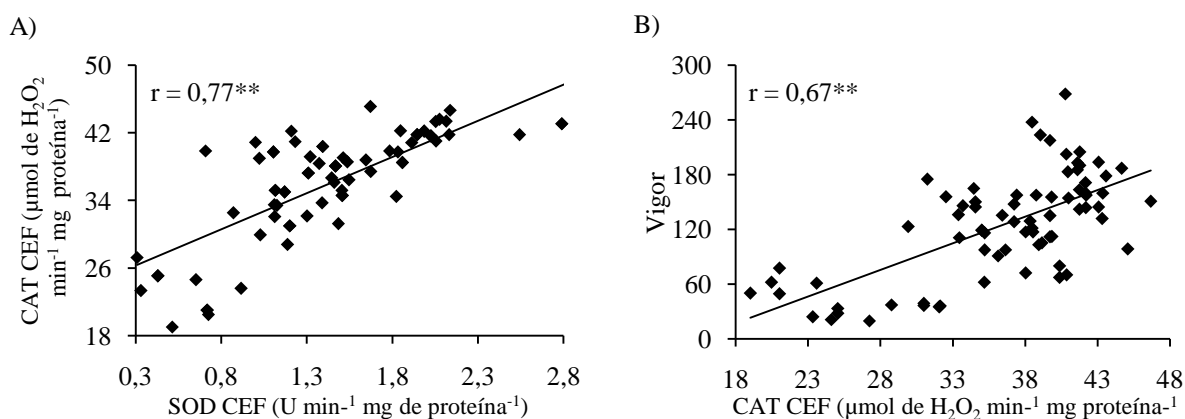 A)
CAT CEF (μmol de H₂O₂
min⁻¹ mg proteína⁻¹)
50
42
34
26
18
r = 0,77**
0,3 0,8 1,3 1,8 2,3 2,8
SOD CEF (U min-¹ mg de proteína⁻¹)
B)
Vigor
300
240
180
120
60
0
r = 0,67**
18 23 28 33 38 43 48
CAT CEF (μmol de H₂O₂ min-¹ mg proteína-¹